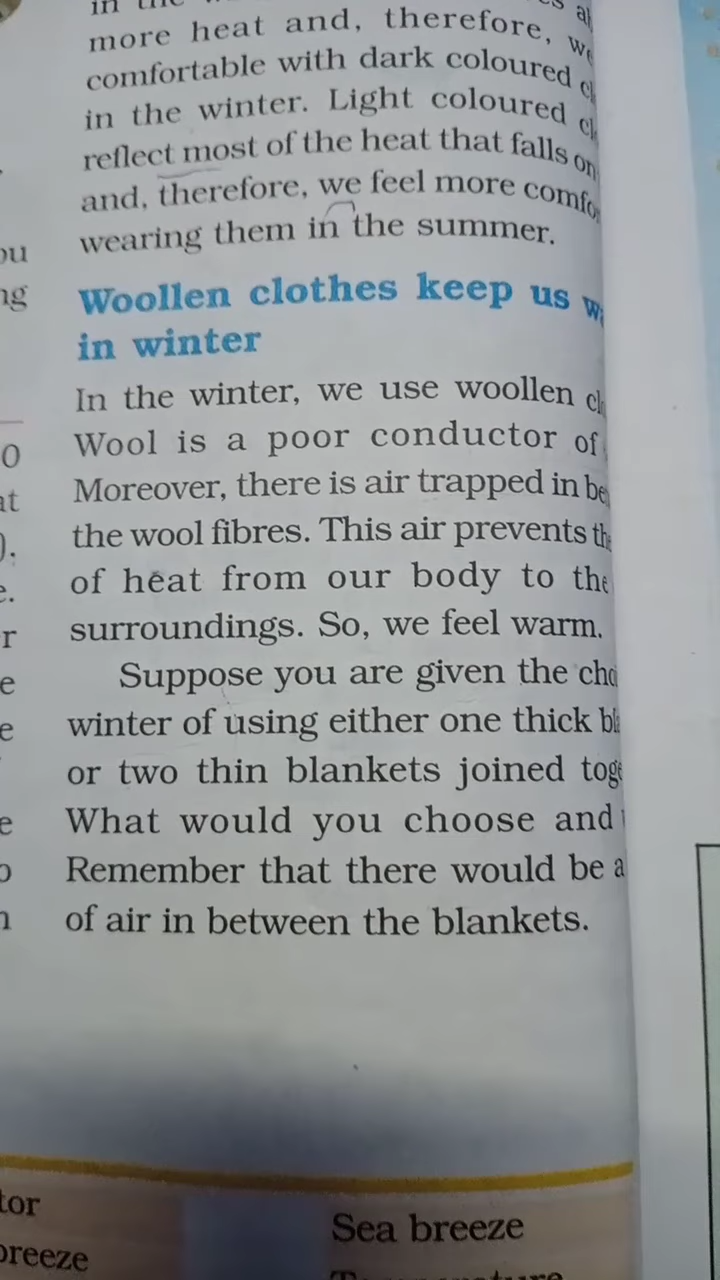 more heat and, therefore, we
comfortable with dark coloured
in the winter. Light coloured
reflect most of the heat that falls on
and, therefore, we feel more
wearing them in the summer.
Woollen clothes keep us
in winter
In the winter, we use woollen
Wool is a poor conductor of
Moreover, there is air trapped in
the wool fibres. This air prevents
of heat from our body to the
surroundings. So, we feel warm.
Suppose you are given the
winter of using either one thick
or two thin blankets joined
What would you choose and
Remember that there would be a
of air in between the blankets.
Sea breeze